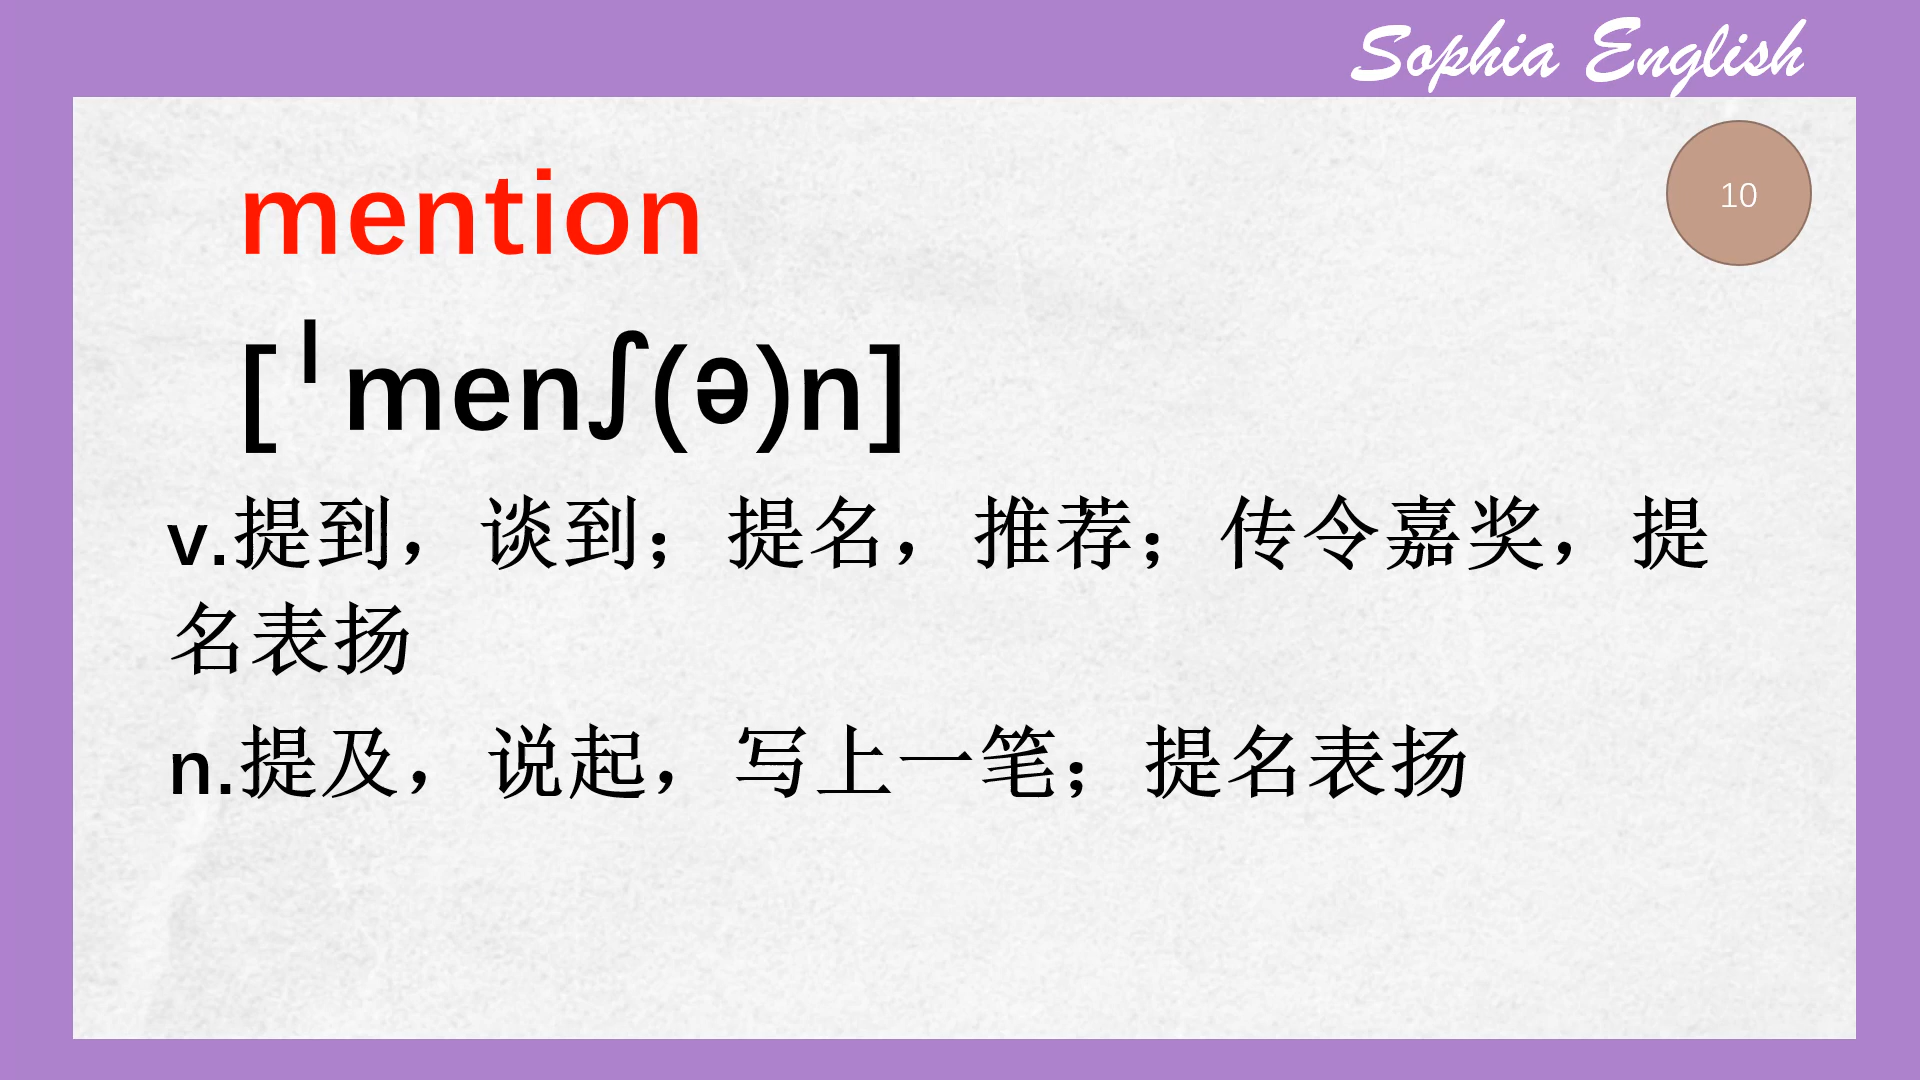 Sophia English
10
mention
[ˈmenʃ(ə)n]
v.提到，谈到；提名，推荐；传令嘉奖，提
名表扬
n.提及，说起，写上一笔；提名表扬